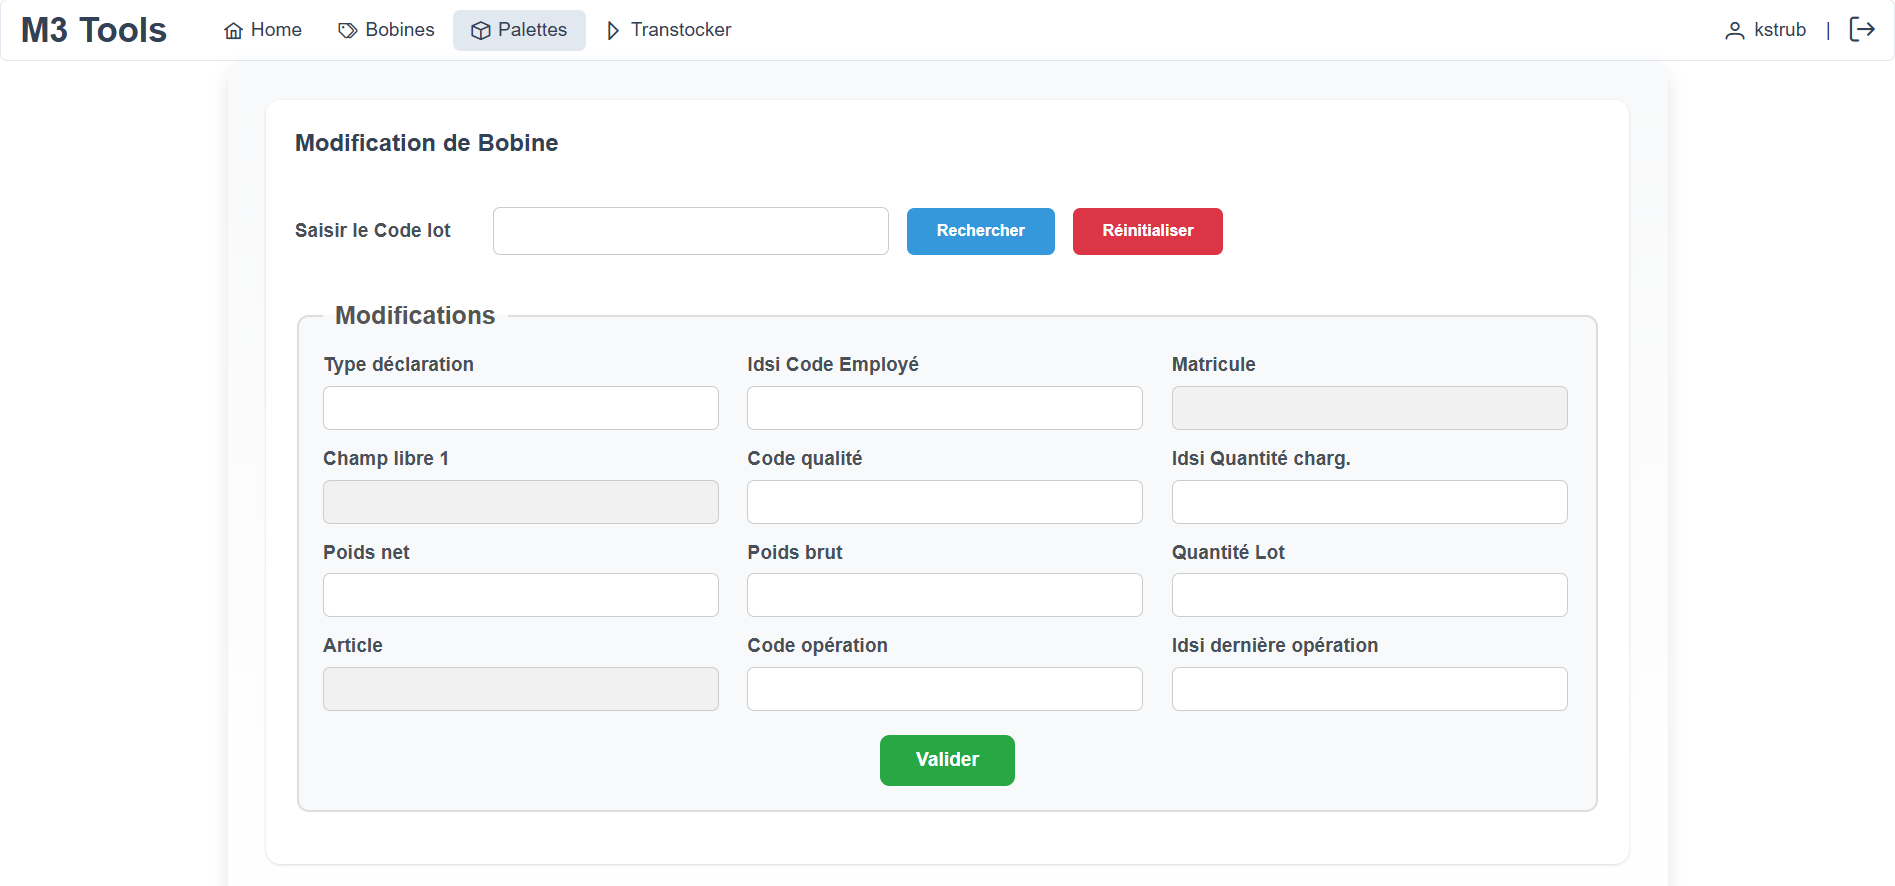 M3 Tools Home Bobines Palettes Transtocker kstrub |
Modification de Bobine
Saisir le Code lot Rechercher Réinitialiser
Modifications
Type déclaration Idsi Code Employé Matricule
Champ libre 1 Code qualité Idsi Quantité charg.
Poids net Poids brut Quantité Lot
Article Code opération Idsi dernière opération
Valider